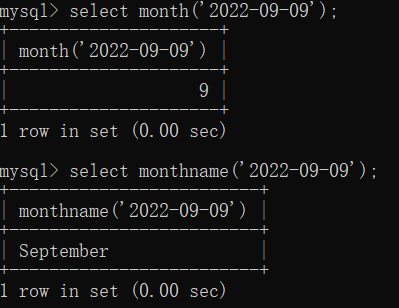 mysql> select month('2022-09-09');
+---------------------+
| month('2022-09-09') |
+---------------------+
|                   9 |
+---------------------+
1 row in set (0.00 sec)

mysql> select monthname('2022-09-09');
+-------------------------+
| monthname('2022-09-09') |
+-------------------------+
| September               |
+-------------------------+
1 row in set (0.00 sec)